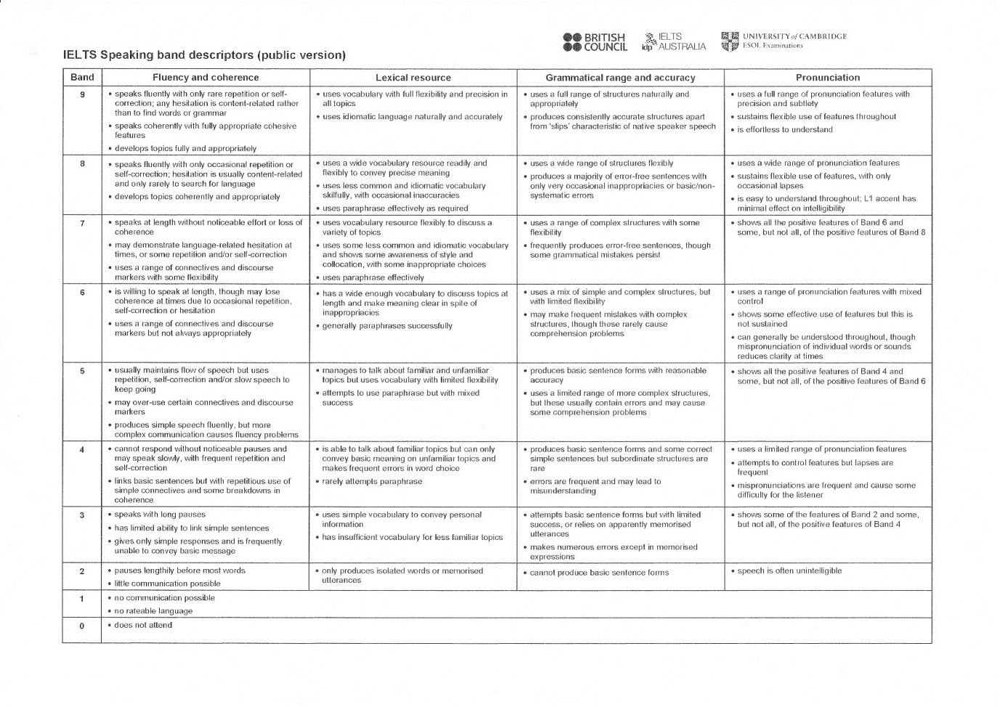 BRITISH
COUNCIL
IELTS
idp AUSTRALIA
UNIVERSITY of CAMBRIDGE
ESOL Examinations
IELTS Speaking band descriptors (public version)
Band
Fluency and coherence
Lexical resource
Grammatical range and accuracy
Pronunciation
9
• speaks fluently with only rare repetition or self-
correction; any hesitation is content-related rather
than to find words or grammar
• speaks coherently with fully appropriate cohesive
features
• develops topics fully and appropriately
• uses vocabulary with full flexibility and precision in
all topics
• uses idiomatic language naturally and accurately
• uses a full range of structures naturally and
appropriately
• produces consistently accurate structures apart
from 'slips' characteristic of native speaker speech
• uses a full range of pronunciation features with
precision and subtlety
• sustains flexible use of features throughout
• is effortless to understand
8
• speaks fluently with only occasional repetition or
self-correction; hesitation is usually content-related
and only rarely to search for language
• develops topics coherently and appropriately
• uses a wide vocabulary resource readily and
flexibly to convey precise meaning
• uses less common and idiomatic vocabulary
skilfully, with occasional inaccuracies
• uses paraphrase effectively as required
• uses a wide range of structures flexibly
• produces a majority of error-free sentences with
only very occasional inappropriacies or basic/non-
systematic errors
• uses a wide range of pronunciation features
• sustains flexible use of features, with only
occasional lapses
• is easy to understand throughout; L1 accent has
minimal effect on intelligibility
7
• speaks at length without noticeable effort or loss of
coherence
• may demonstrate language-related hesitation at
times, or some repetition and/or self-correction
• uses a range of connectives and discourse
markers with some flexibility
• uses vocabulary resource flexibly to discuss a
variety of topics
• uses some less common and idiomatic vocabulary
and shows some awareness of style and
collocation, with some inappropriate choices
• uses paraphrase effectively
• uses a range of complex structures with some
flexibility
• frequently produces error-free sentences, though
some grammatical mistakes persist
• shows all the positive features of Band 6 and
some, but not all, of the positive features of Band 8
6
• is willing to speak at length, though may lose
coherence at times due to occasional repetition,
self-correction or hesitation
• uses a range of connectives and discourse
markers but not always appropriately
• has a wide enough vocabulary to discuss topics at
length and make meaning clear in spite of
inappropriacies
• generally paraphrases successfully
• uses a mix of simple and complex structures, but
with limited flexibility
• may make frequent mistakes with complex
structures, though these rarely cause
comprehension problems
• uses a range of pronunciation features with mixed
control
• shows some effective use of features but this is
not sustained
• can generally be understood throughout, though
mispronunciation of individual words or sounds
reduces clarity at times
5
• usually maintains flow of speech but uses
repetition, self-correction and/or slow speech to
keep going
• may over-use certain connectives and discourse
markers
• produces simple speech fluently, but more
complex communication causes fluency problems
• manages to talk about familiar and unfamiliar
topics but uses vocabulary with limited flexibility
• attempts to use paraphrase but with mixed
success
• produces basic sentence forms with reasonable
accuracy
• uses a limited range of more complex structures,
but these usually contain errors and may cause
some comprehension problems
• shows all the positive features of Band 4 and
some, but not all, of the positive features of Band 6
4
• cannot respond without noticeable pauses and
may speak slowly, with frequent repetition and
self-correction
• links basic sentences but with repetitious use of
simple connectives and some breakdowns in
coherence
• is able to talk about familiar topics but can only
convey basic meaning on unfamiliar topics and
makes frequent errors in word choice
• rarely attempts paraphrase
• produces basic sentence forms and some correct
simple sentences but subordinate structures are
rare
• errors are frequent and may lead to
misunderstanding
• uses a limited range of pronunciation features
• attempts to control features but lapses are
frequent
• mispronunciations are frequent and cause some
difficulty for the listener
3
• speaks with long pauses
• has limited ability to link simple sentences
• gives only simple responses and is frequently
unable to convey basic message
• uses simple vocabulary to convey personal
information
• has insufficient vocabulary for less familiar topics
• attempts basic sentence forms but with limited
success, or relies on apparently memorised
utterances
• makes numerous errors except in memorised
expressions
• shows some of the features of Band 2 and some,
but not all, of the positive features of Band 4
2
• pauses lengthily before most words
• little communication possible
• only produces isolated words or memorised
utterances
• cannot produce basic sentence forms
• speech is often unintelligible
1
• no communication possible
• no rateable language
0
• does not attend